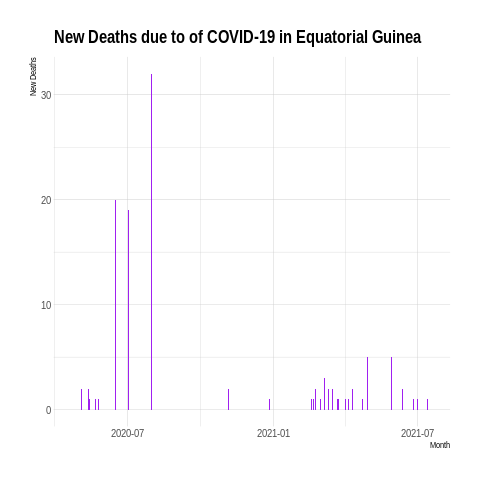 New Deaths due to of COVID-19 in Equatorial Guinea
New Deaths
30
20
10
0
2020-07
2021-01
2021-07
Month